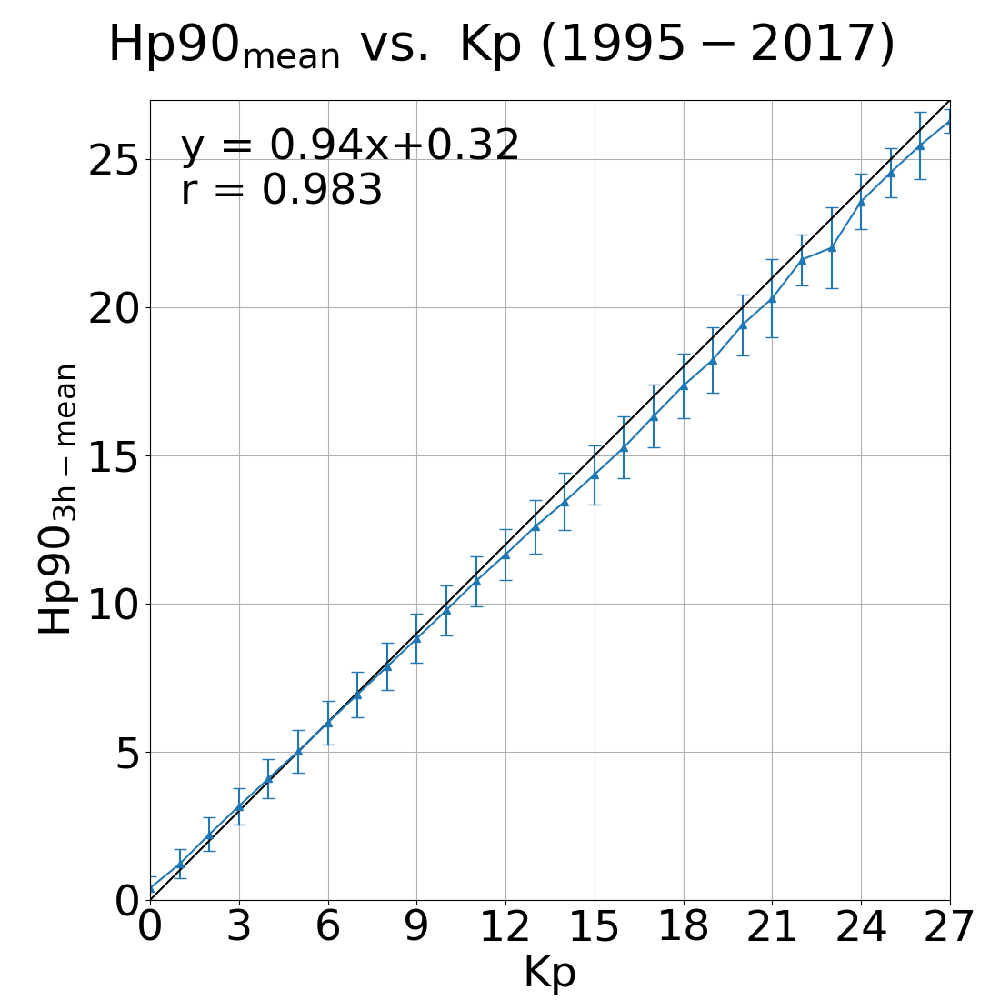 Hp90mean vs. Kp (1995 − 2017)
y = 0.94x+0.32
r = 0.983
25
20
15
10
5
0
Hp903h − mean
0 3 6 9 12 15 18 21 24 27
Kp